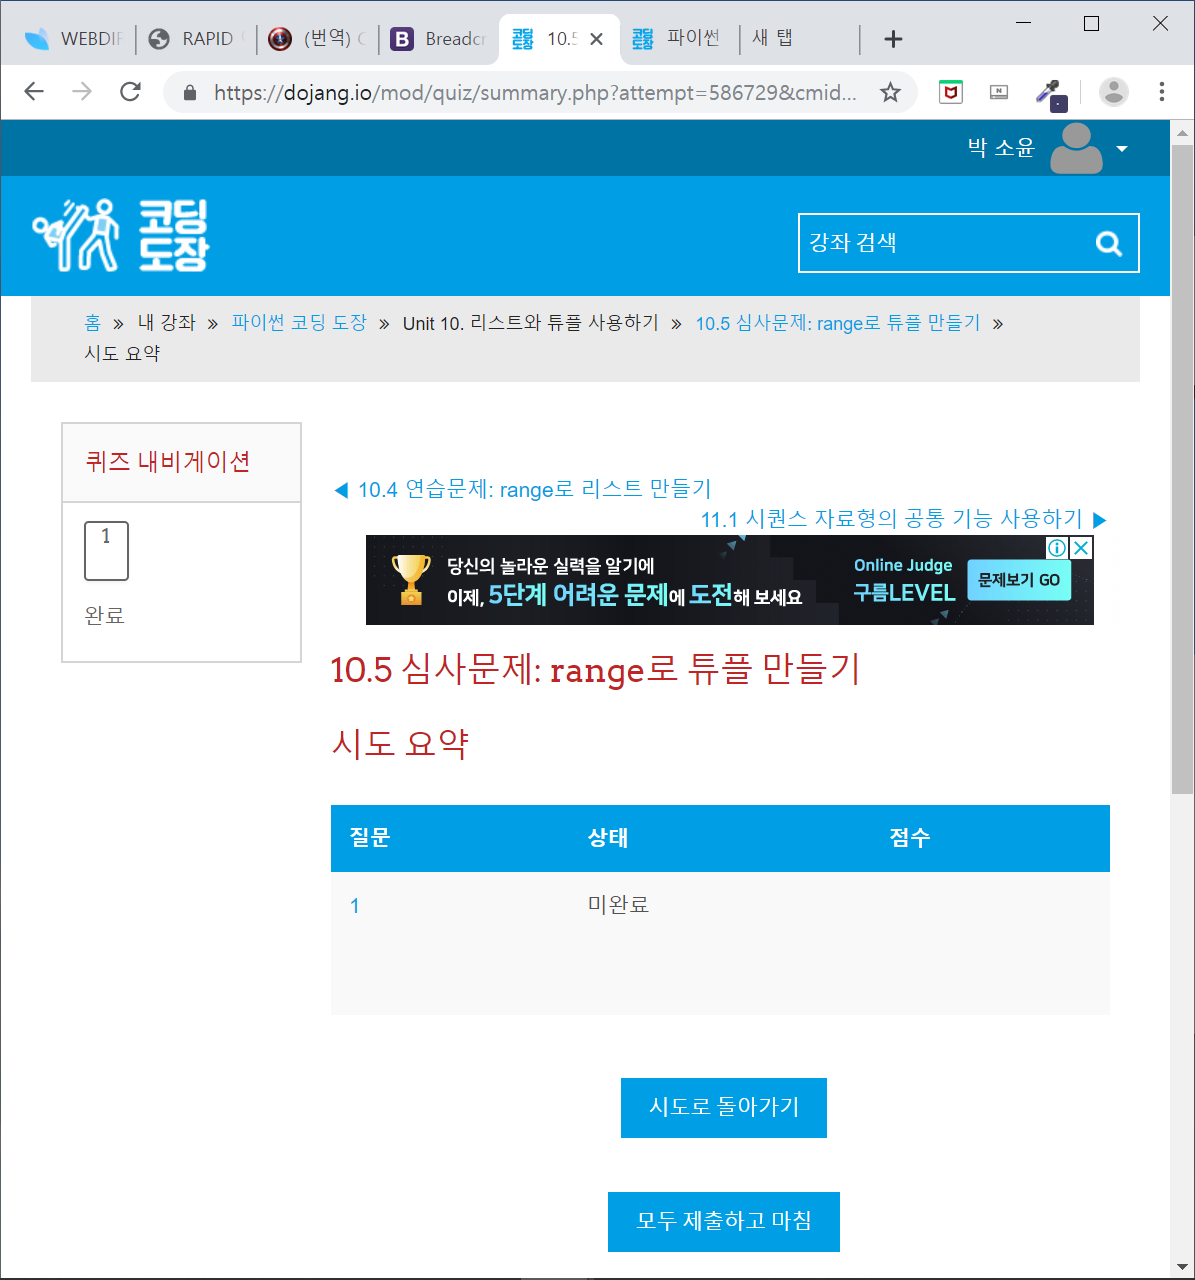 WEBDIF
RAPID
(번역)
Breadcr
10.5
파이썬
새 탭
https://dojang.io/mod/quiz/summary.php?attempt=586729&cmid...
박 소윤
코딩
도장
강좌 검색
홈 » 내 강좌 » 파이썬 코딩 도장 » Unit 10. 리스트와 튜플 사용하기 » 10.5 심사문제: range로 튜플 만들기 »
시도 요약
퀴즈 내비게이션
1
완료
◀ 10.4 연습문제: range로 리스트 만들기
11.1 시퀀스 자료형의 공통 기능 사용하기 ▶
당신의 놀라운 실력을 알기에
이제, 5단계 어려운 문제에 도전해 보세요
Online Judge
구름LEVEL
문제보기 GO
10.5 심사문제: range로 튜플 만들기
시도 요약
질문 상태 점수
1 미완료
시도로 돌아가기
모두 제출하고 마침